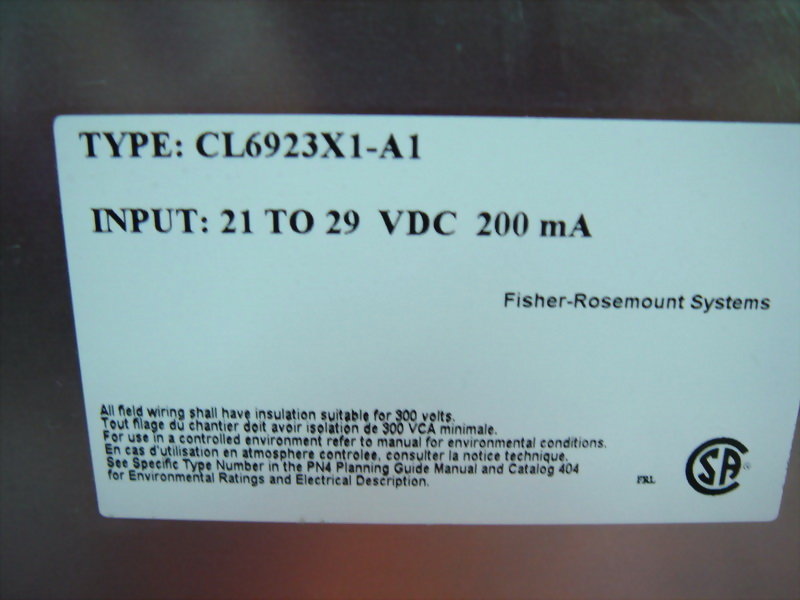 TYPE: CL6923X1-A1
INPUT: 21 TO 29 VDC 200 mA
Fisher-Rosemount Systems
All field wiring shall have insulation suitable for 300 volts.
Tout filage du chantier doit avoir isolation de 300 VCA minimale.
For use in a controlled environment refer to manual for environmental conditions.
En cas d'utilisation en atmosphere controlee, consulter la notice technique.
See Specific Type Number in the PN4 Planning Guide Manual and Catalog 404
for Environmental Ratings and Electrical Description.
FRL
CSA ®